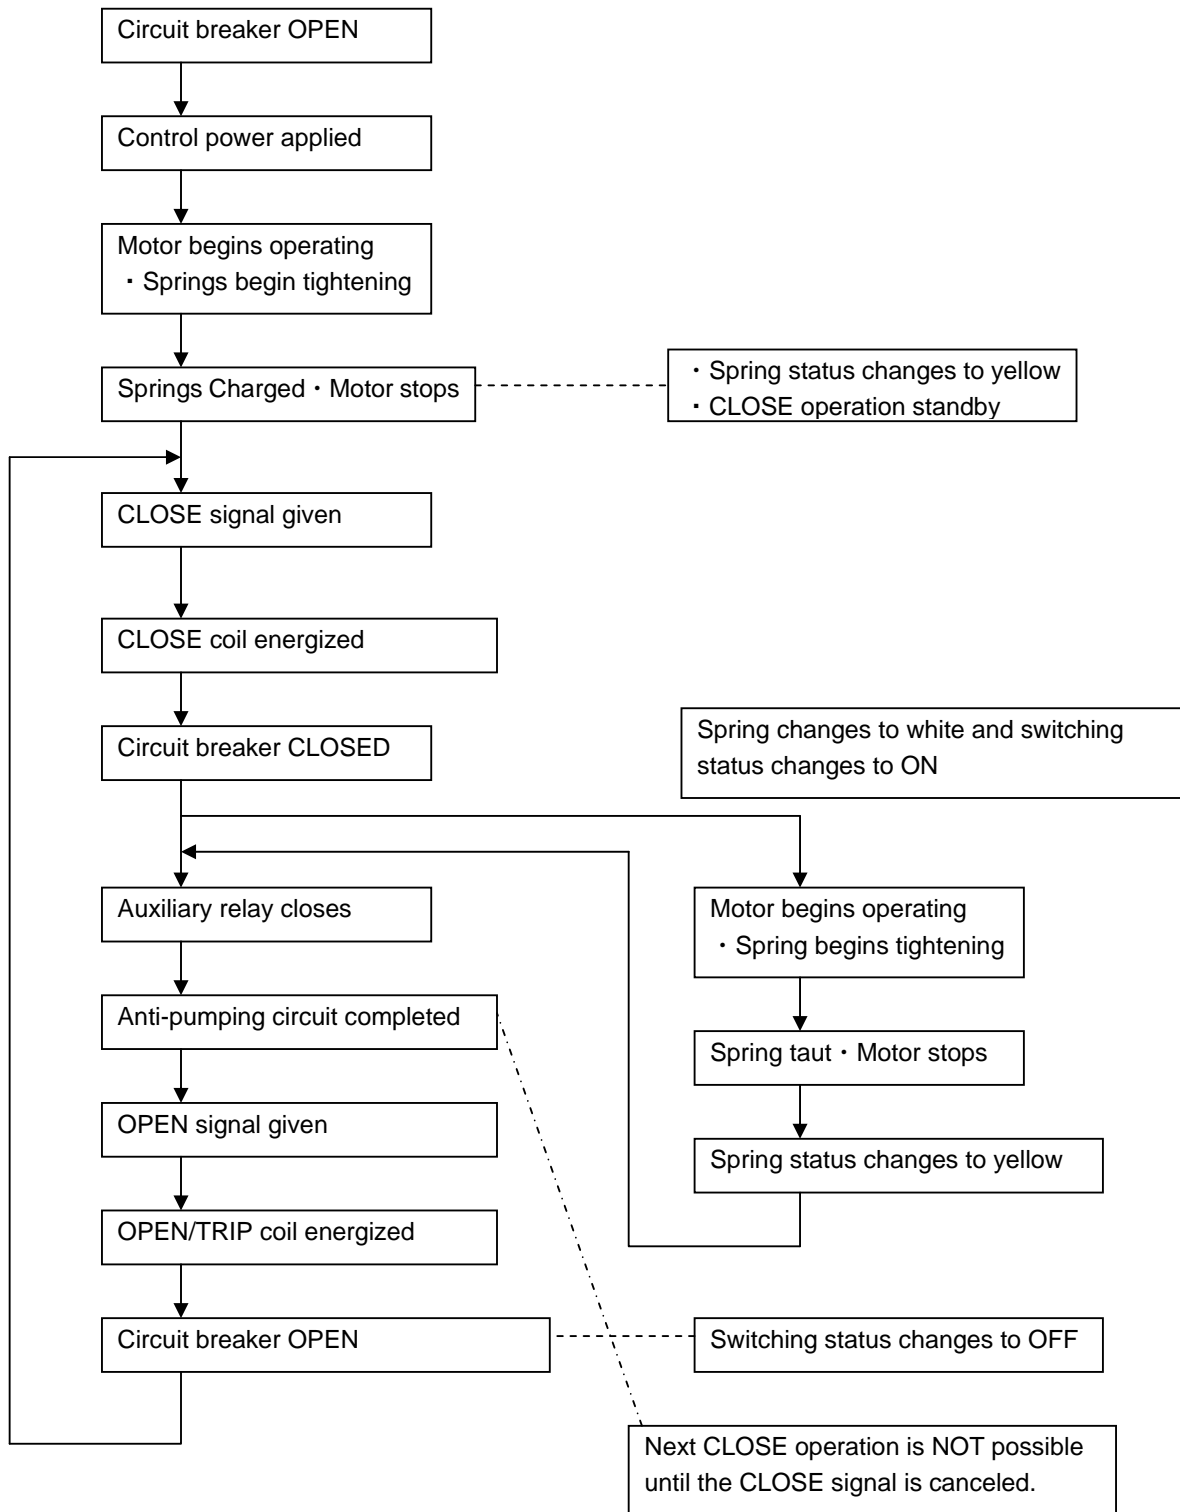 Circuit breaker OPEN
Control power applied
Motor begins operating
・Springs begin tightening
Springs Charged・Motor stops
・Spring status changes to yellow
・CLOSE operation standby
CLOSE signal given
CLOSE coil energized
Circuit breaker CLOSED
Spring changes to white and switching
status changes to ON
Auxiliary relay closes
Motor begins operating
・Spring begins tightening
Anti-pumping circuit completed
Spring taut・Motor stops
OPEN signal given
Spring status changes to yellow
OPEN/TRIP coil energized
Circuit breaker OPEN
Switching status changes to OFF
Next CLOSE operation is NOT possible
until the CLOSE signal is canceled.